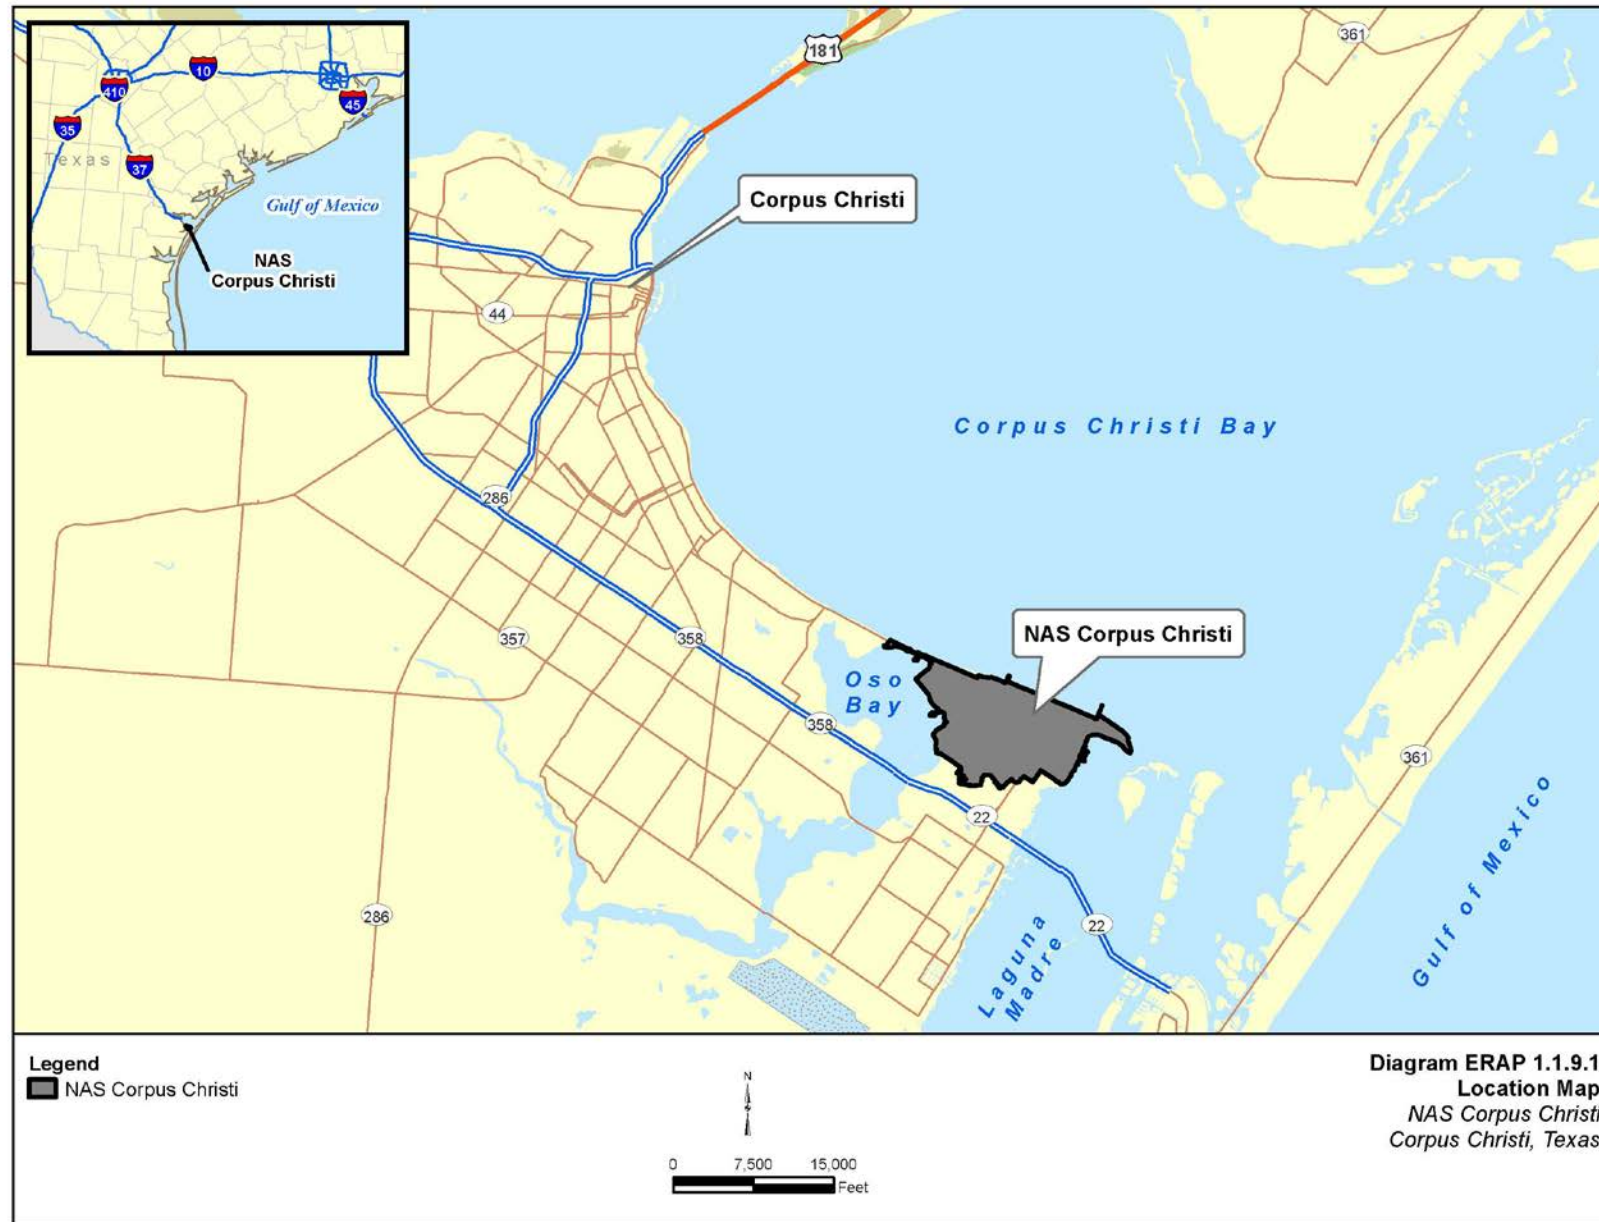 181
361
10
410
45
35
Texas
37
Gulf of Mexico
NAS
Corpus Christi
Corpus Christi
44
Corpus Christi Bay
286
NAS Corpus Christi
357
358
Oso
Bay
358
361
22
286
22
Laguna
Madre
Gulf of Mexico
Legend
NAS Corpus Christi
N
0 7,500 15,000
Feet
Diagram ERAP 1.1.9.1
Location Map
NAS Corpus Christi
Corpus Christi, Texas